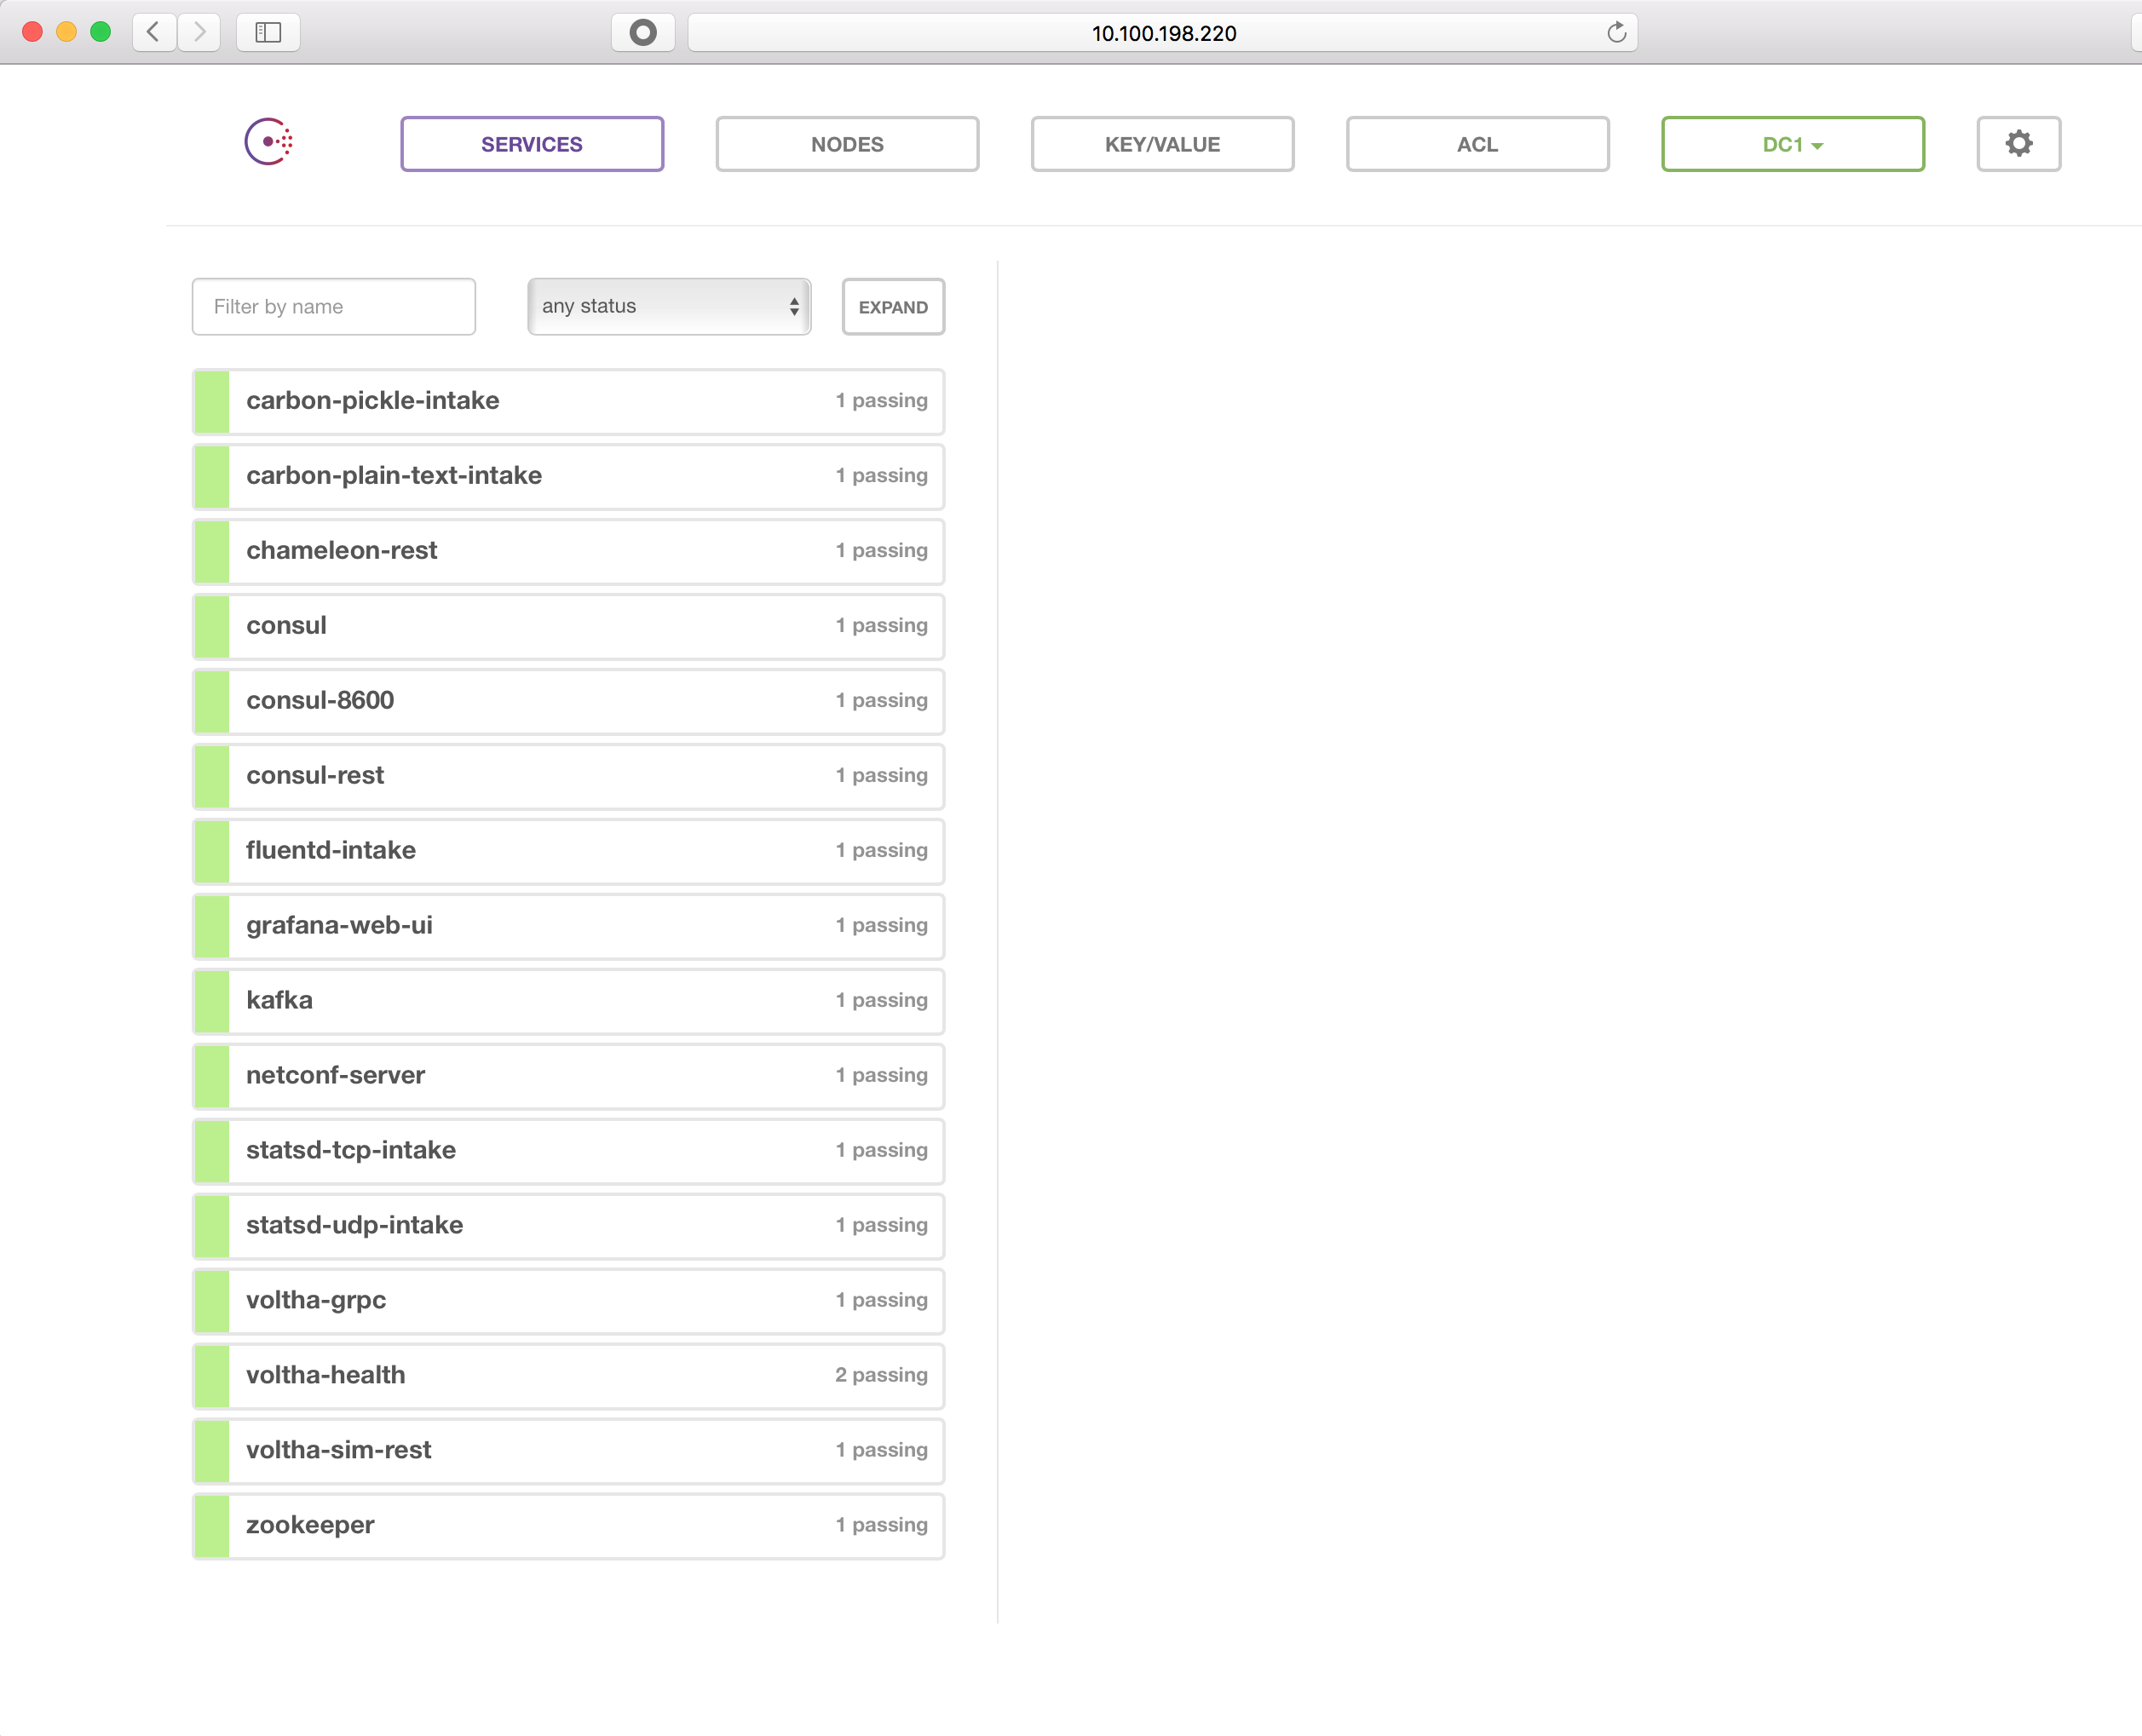 10.100.198.220
SERVICES NODES KEY/VALUE ACL DC1
Filter by name any status EXPAND
carbon-pickle-intake 1 passing
carbon-plain-text-intake 1 passing
chameleon-rest 1 passing
consul 1 passing
consul-8600 1 passing
consul-rest 1 passing
fluentd-intake 1 passing
grafana-web-ui 1 passing
kafka 1 passing
netconf-server 1 passing
statsd-tcp-intake 1 passing
statsd-udp-intake 1 passing
voltha-grpc 1 passing
voltha-health 2 passing
voltha-sim-rest 1 passing
zookeeper 1 passing